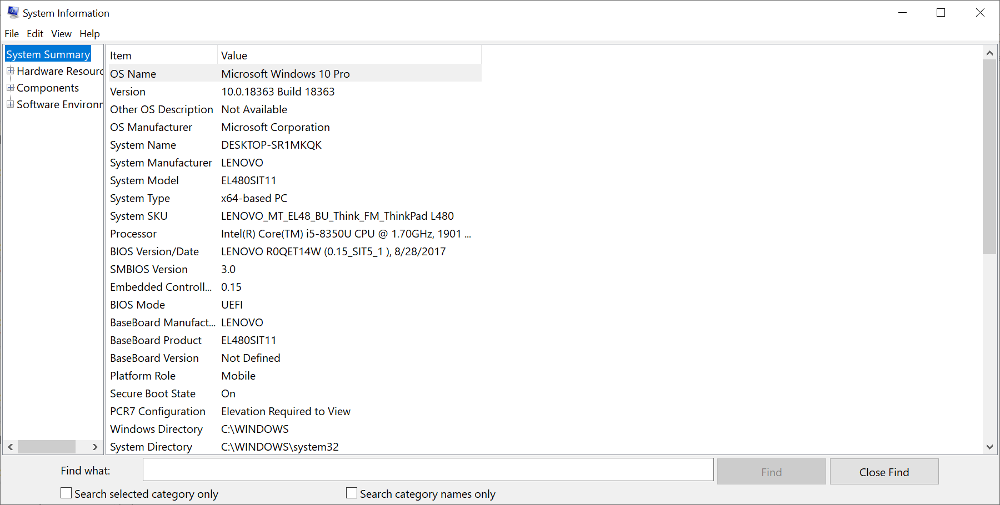 System Information
File Edit View Help
System Summary
Hardware Resourc
Components
Software Environr
Item Value
OS Name Microsoft Windows 10 Pro
Version 10.0.18363 Build 18363
Other OS Description Not Available
OS Manufacturer Microsoft Corporation
System Name DESKTOP-SR1MKQK
System Manufacturer LENOVO
System Model EL480SIT11
System Type x64-based PC
System SKU LENOVO_MT_EL48_BU_Think_FM_ThinkPad L480
Processor Intel(R) Core(TM) i5-8350U CPU @ 1.70GHz, 1901 ...
BIOS Version/Date LENOVO R0QET14W (0.15_SIT5_1 ), 8/28/2017
SMBIOS Version 3.0
Embedded Controll... 0.15
BIOS Mode UEFI
BaseBoard Manufact... LENOVO
BaseBoard Product EL480SIT11
BaseBoard Version Not Defined
Platform Role Mobile
Secure Boot State On
PCR7 Configuration Elevation Required to View
Windows Directory C:\WINDOWS
System Directory C:\WINDOWS\system32
Find what: Find Close Find
Search selected category only Search category names only